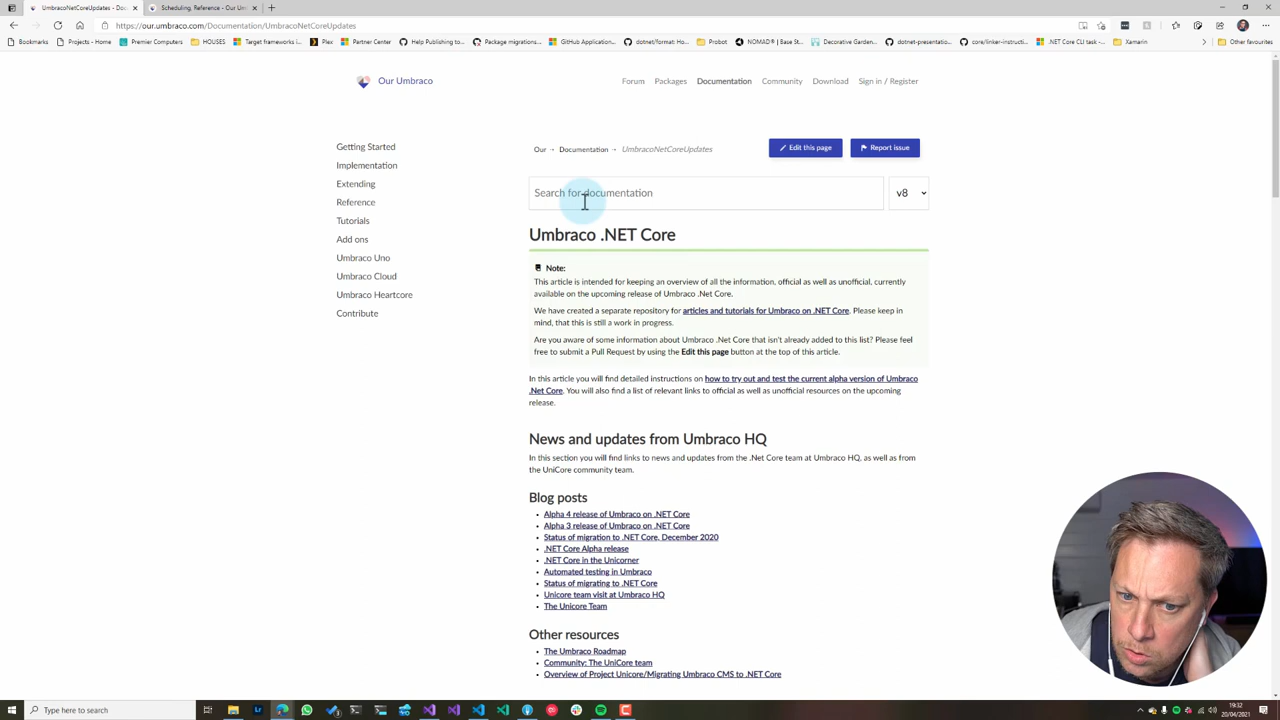 UmbracoNetCoreUpdates - Doc
Scheduling, Reference - Our Um
https://our.umbraco.com/Documentation/UmbracoNetCoreUpdates
Bookmarks
Projects - Home
Premier Computers
HOUSES
Target frameworks i...
Plex
Partner Center
Help Publishing to...
Package migrations...
GitHub Application...
dotnet/format: Ho...
Probot
NOMAD® | Base St...
Decorative Garden...
dotnet-presentatio...
core/linker-instructi...
.NET Core CLI task -...
Xamarin
Other favourites
Our Umbraco
Forum
Packages
Documentation
Community
Download
Sign in / Register
Getting Started
Implementation
Extending
Reference
Tutorials
Add ons
Umbraco Uno
Umbraco Cloud
Umbraco Heartcore
Contribute
Our → Documentation → UmbracoNetCoreUpdates
Edit this page
Report issue
Search for documentation
v8
Umbraco .NET Core
Note:
This article is intended for keeping an overview of all the information, official as well as unofficial, currently
available on the upcoming release of Umbraco .Net Core.
We have created a separate repository for articles and tutorials for Umbraco on .NET Core. Please keep in
mind, that this is still a work in progress.
Are you aware of some information about Umbraco .Net Core that isn't already added to this list? Please feel
free to submit a Pull Request by using the Edit this page button at the top of this article.
In this article you will find detailed instructions on how to try out and test the current alpha version of Umbraco
.Net Core. You will also find a list of relevant links to official as well as unofficial resources on the upcoming
release.
News and updates from Umbraco HQ
In this section you will find links to news and updates from the .Net Core team at Umbraco HQ, as well as from
the UniCore community team.
Blog posts
• Alpha 4 release of Umbraco on .NET Core
• Alpha 3 release of Umbraco on .NET Core
• Status of migration to .NET Core. December 2020
• .NET Core Alpha release
• .NET Core in the Unicorner
• Automated testing in Umbraco
• Status of migrating to .NET Core
• Unicore team visit at Umbraco HQ
• The Unicore Team
Other resources
• The Umbraco Roadmap
• Community: The UniCore team
• Overview of Project Unicore/Migrating Umbraco CMS to .NET Core
Type here to search
19:32
20/04/2021